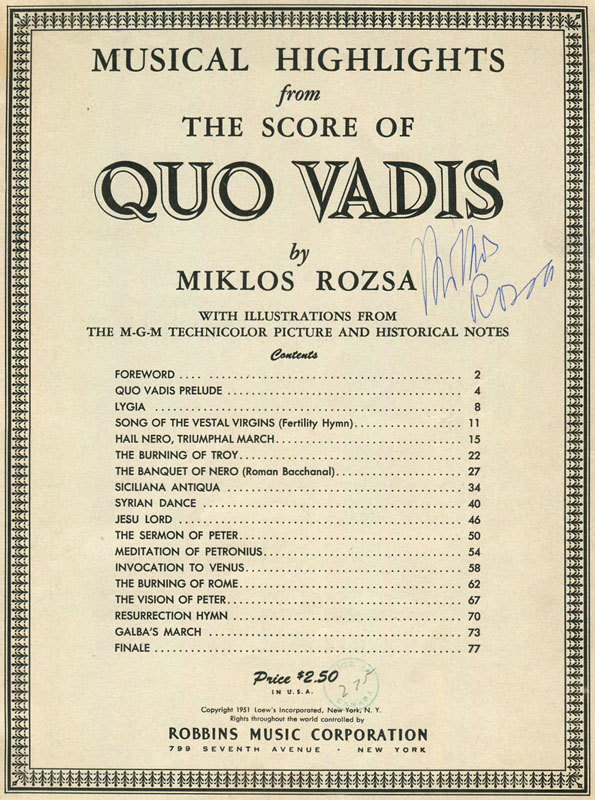 MUSICAL HIGHLIGHTS
from
THE SCORE OF
QUO VADIS
by
MIKLOS ROZSA
Miklos
Rozsa
WITH ILLUSTRATIONS FROM
THE M-G-M TECHNICOLOR PICTURE AND HISTORICAL NOTES
Contents
FOREWORD .... ........................................ 2
QUO VADIS PRELUDE ........................................ 4
LYGIA ........................................ 8
SONG OF THE VESTAL VIRGINS (Fertility Hymn)..................... 11
HAIL NERO, TRIUMPHAL MARCH.................................. 15
THE BURNING OF TROY........................................ 22
THE BANQUET OF NERO (Roman Bacchanal)......................... 27
SICILIANA ANTIQUA ........................................ 34
SYRIAN DANCE ........................................ 40
JESU LORD ........................................ 46
THE SERMON OF PETER........................................ 50
MEDITATION OF PETRONIUS.................................... 54
INVOCATION TO VENUS........................................ 58
THE BURNING OF ROME........................................ 62
THE VISION OF PETER........................................ 67
RESURRECTION HYMN ........................................ 70
GALBA'S MARCH ........................................ 73
FINALE ........................................ 77
Price $2.50
IN U.S.A.
275
Copyright 1951 Loew's Incorporated, New York, N. Y.
Rights throughout the world controlled by
ROBBINS MUSIC CORPORATION
799 SEVENTH AVENUE · NEW YORK